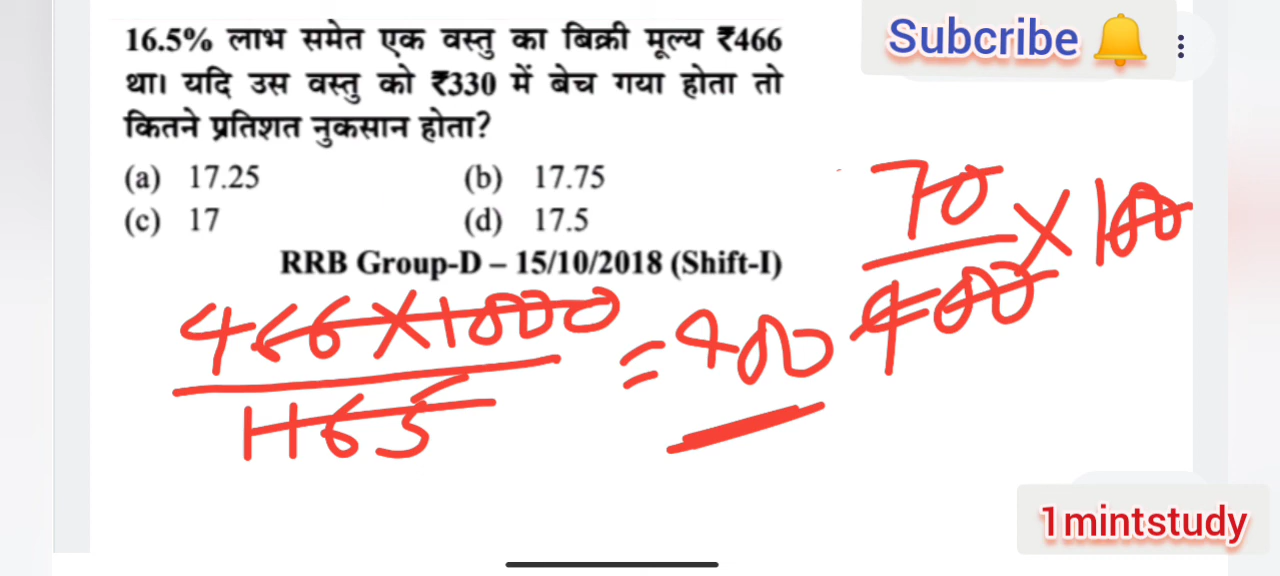 16.5% लाभ समेत एक वस्तु का बिक्री मूल्य ₹466
था। यदि उस वस्तु को ₹330 में बेच गया होता तो
कितने प्रतिशत नुकसान होता?
(a) 17.25 (b) 17.75
(c) 17 (d) 17.5
RRB Group-D – 15/10/2018 (Shift-I)
Subcribe
466×1000
1165
=400
70
400
×100
1mintstudy